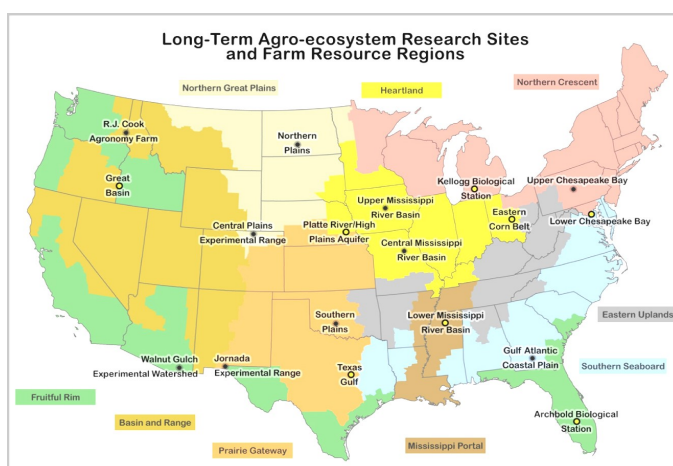 Long-Term Agro-ecosystem Research Sites
and Farm Resource Regions
Northern Great Plains
Heartland
Northern Crescent
R.J. Cook
Agronomy Farm
Northern
Plains
Great
Basin
Kellogg Biological
Station
Upper Chesapeake Bay
Upper Mississippi
River Basin
Eastern
Corn Belt
Lower Chesapeake Bay
Central Plains
Experimental Range
Platte River/High
Plains Aquifer
Central Mississippi
River Basin
Southern
Plains
Lower Mississippi
River Basin
Eastern Uplands
Walnut Gulch
Experimental Watershed
Jornada
Experimental Range
Texas
Gulf
Gulf Atlantic
Coastal Plain
Southern Seaboard
Fruitful Rim
Basin and Range
Prairie Gateway
Mississippi Portal
Archbold Biological
Station